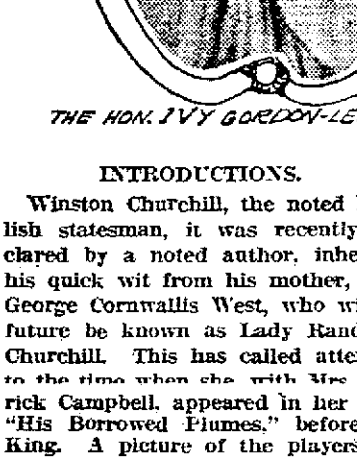 THE HON. IVY GORDON-LE
INTRODUCTIONS.
Winston Churchill, the noted
lish statesman, it was recently
clared by a noted author, inhe
his quick wit from his mother,
George Cornwallis West, who wi
future be known as Lady Rand
Churchill. This has called atte
to the time when she with Mrs
rick Campbell, appeared in her
"His Borrowed Plumes," before
King. A picture of the players